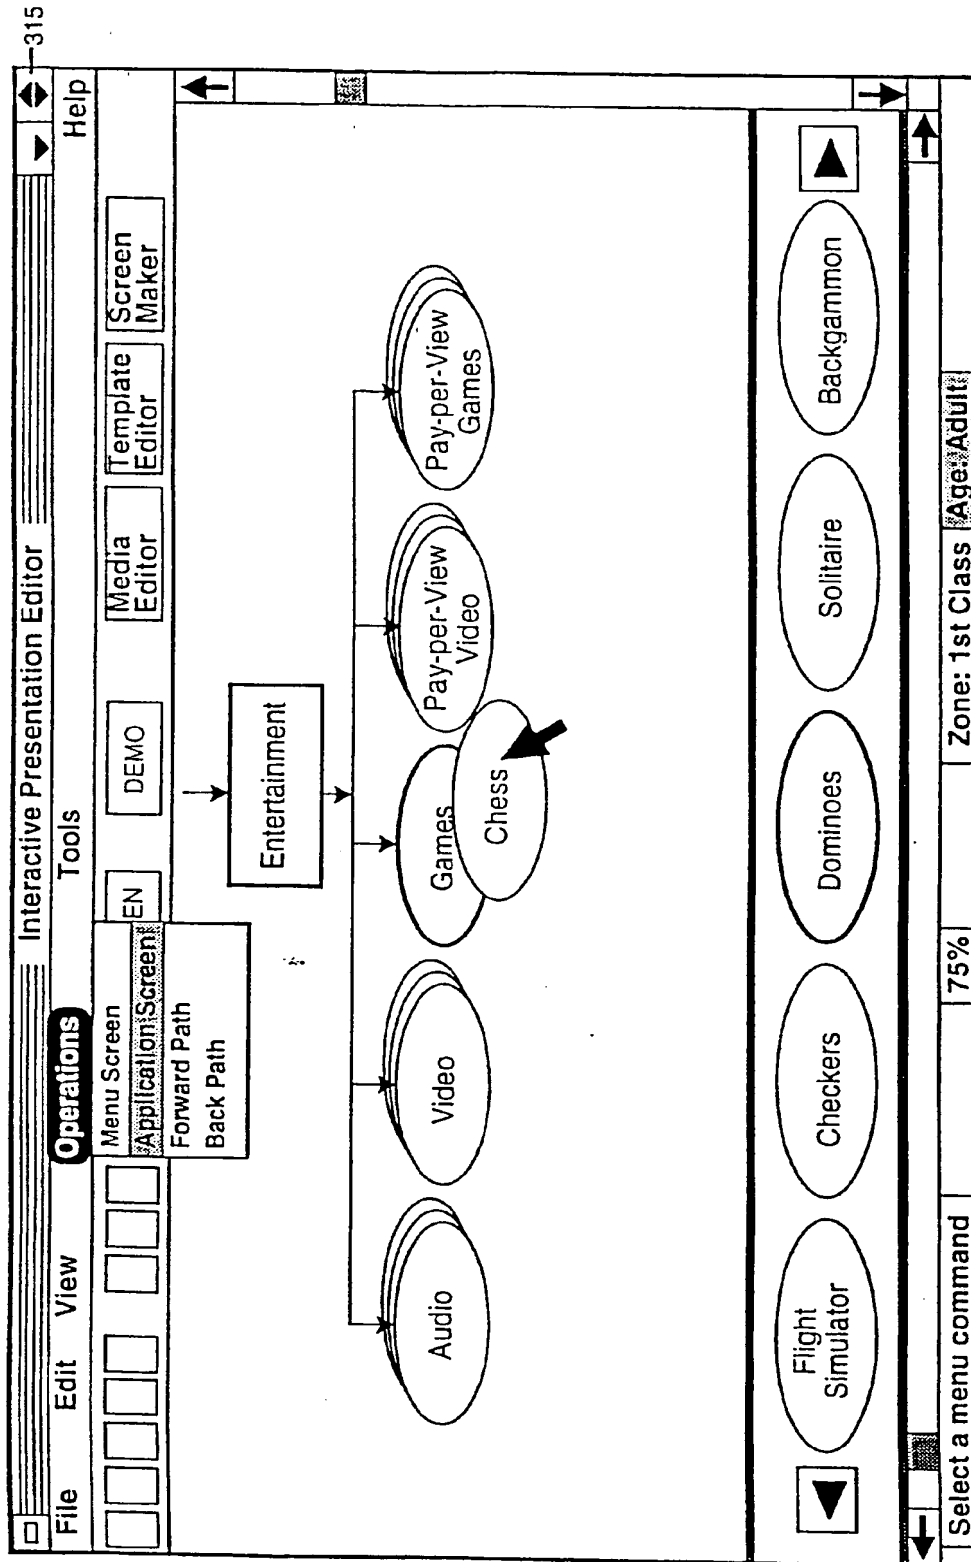 315
Interactive Presentation Editor
File Edit View Operations Tools Help
Menu Screen
Application Screen
Forward Path
Back Path
EN
DEMO
Media
Editor
Template
Editor
Screen
Maker
Entertainment
Audio
Video
Games
Chess
Pay-per-View
Video
Pay-per-View
Games
Flight
Simulator
Checkers
Dominoes
Solitaire
Backgammon
Select a menu command 75% Zone: 1st Class Age: Adult